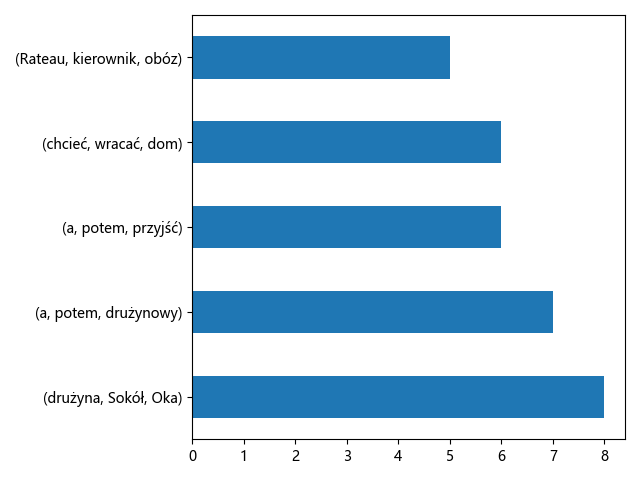 (Rateau, kierownik, obóz)
(chcieć, wracać, dom)
(a, potem, przyjść)
(a, potem, drużynowy)
(drużyna, Sokół, Oka)
0 1 2 3 4 5 6 7 8